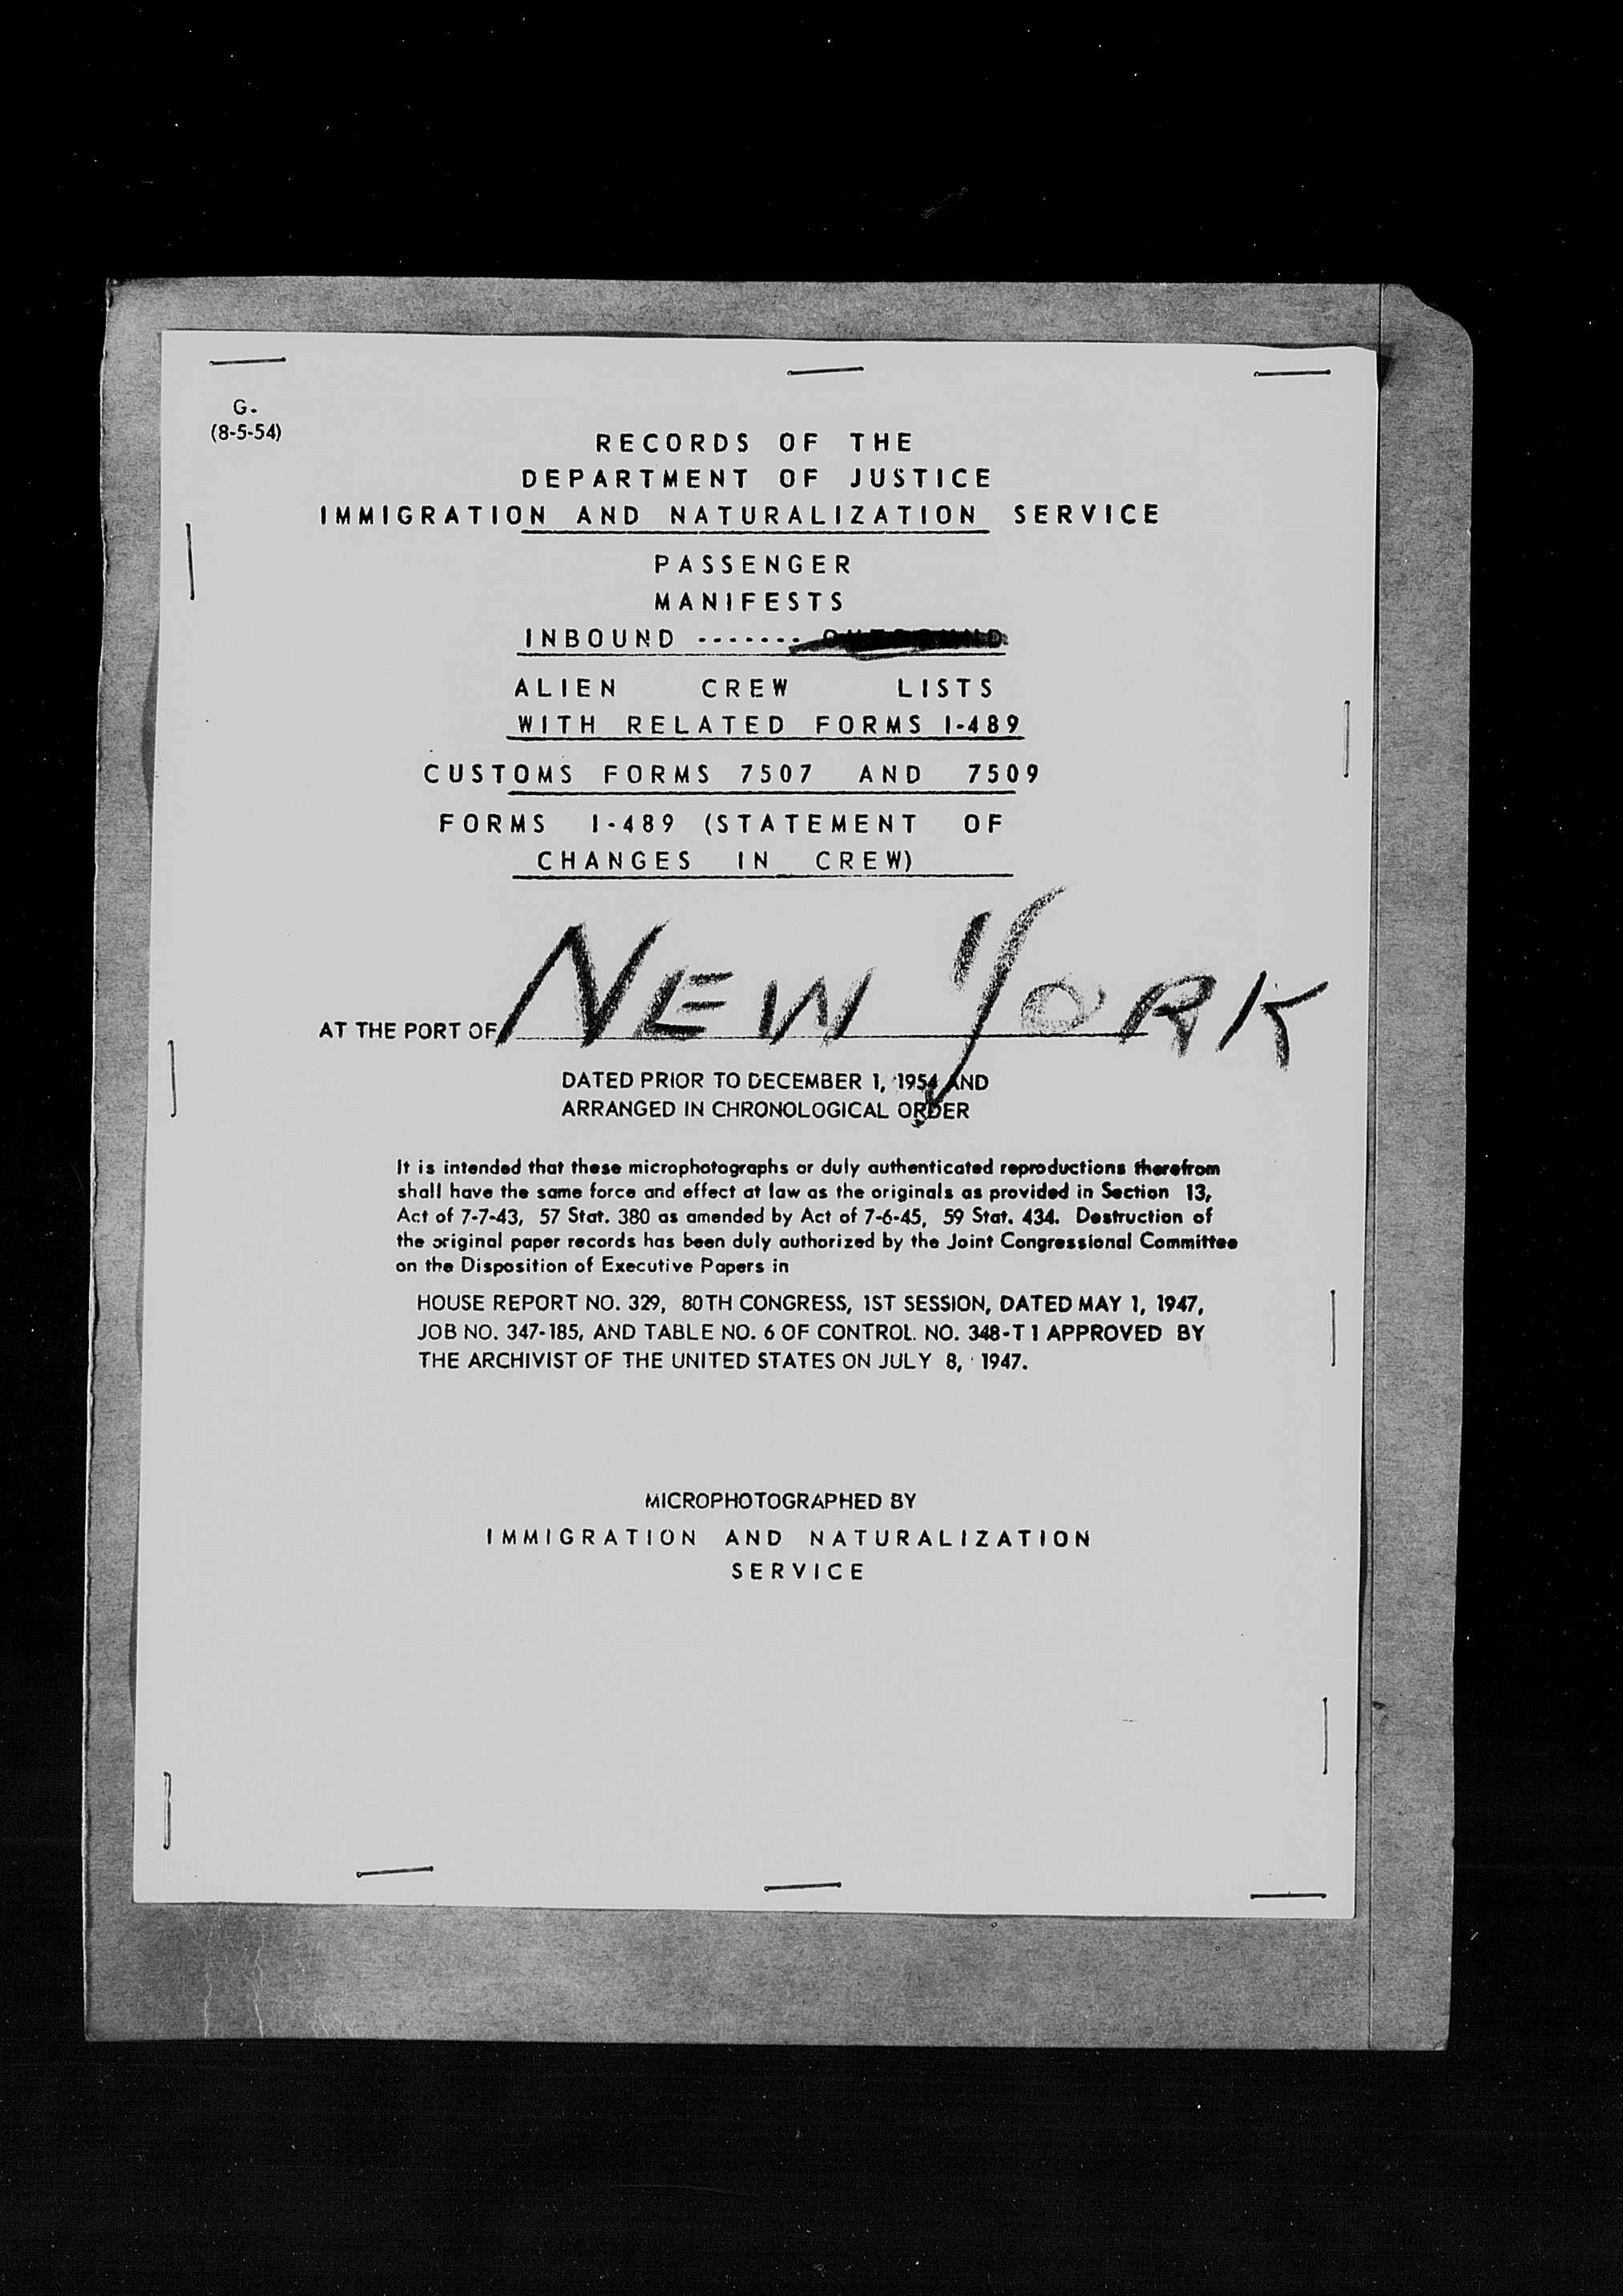 G.
(8-5-54)
RECORDS OF THE
DEPARTMENT OF JUSTICE
IMMIGRATION AND NATURALIZATION SERVICE
PASSENGER
MANIFESTS
INBOUND -------
ALIEN CREW LISTS
WITH RELATED FORMS I-489
CUSTOMS FORMS 7507 AND 7509
FORMS I-489 (STATEMENT OF
CHANGES IN CREW)
AT THE PORT OF NEW YORK
DATED PRIOR TO DECEMBER 1, 1954 AND
ARRANGED IN CHRONOLOGICAL ORDER
It is intended that these microphotographs or duly authenticated reproductions therefrom
shall have the same force and effect at law as the originals as provided in Section 13,
Act of 7-7-43, 57 Stat. 380 as amended by Act of 7-6-45, 59 Stat. 434. Destruction of
the original paper records has been duly authorized by the Joint Congressional Committee
on the Disposition of Executive Papers in
HOUSE REPORT NO. 329, 80TH CONGRESS, 1ST SESSION, DATED MAY 1, 1947,
JOB NO. 347-185, AND TABLE NO. 6 OF CONTROL NO. 348-T1 APPROVED BY
THE ARCHIVIST OF THE UNITED STATES ON JULY 8, 1947.
MICROPHOTOGRAPHED BY
IMMIGRATION AND NATURALIZATION
SERVICE